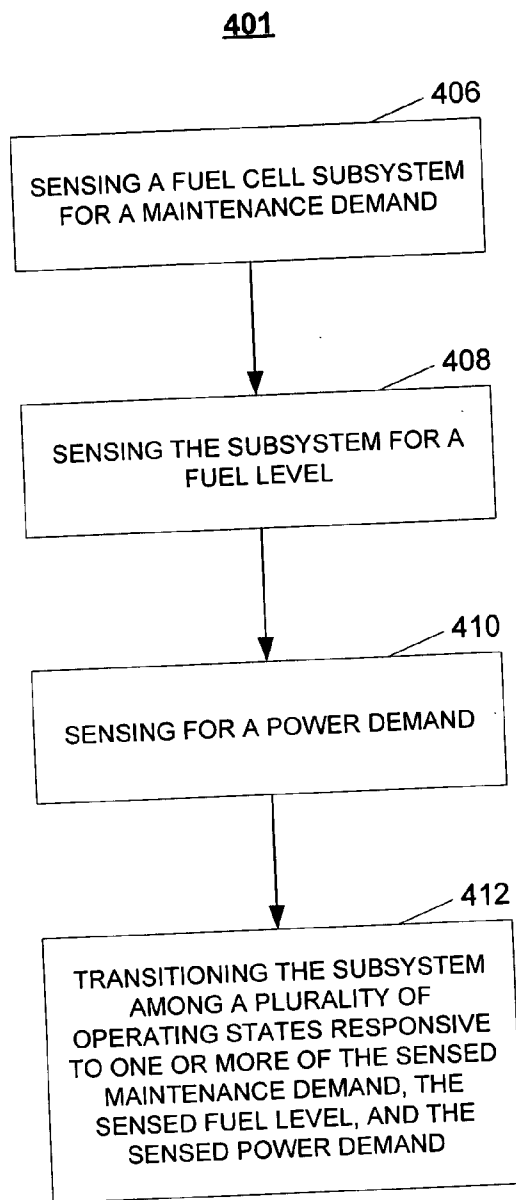 401
406
SENSING A FUEL CELL SUBSYSTEM
FOR A MAINTENANCE DEMAND
408
SENSING THE SUBSYSTEM FOR A
FUEL LEVEL
410
SENSING FOR A POWER DEMAND
412
TRANSITIONING THE SUBSYSTEM
AMONG A PLURALITY OF
OPERATING STATES RESPONSIVE
TO ONE OR MORE OF THE SENSED
MAINTENANCE DEMAND, THE
SENSED FUEL LEVEL, AND THE
SENSED POWER DEMAND